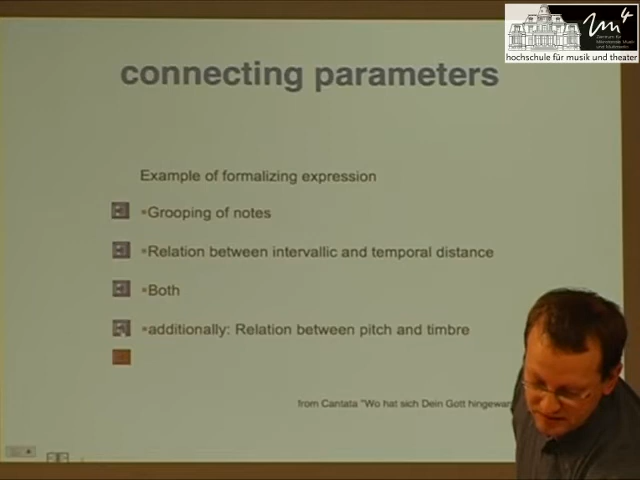 hochschule für musik und theater
connecting parameters
Example of formalizing expression
▪Grooping of notes
▪Relation between intervallic and temporal distance
▪Both
▪additionally: Relation between pitch and timbre
from Cantata "Wo hat sich Dein Gott